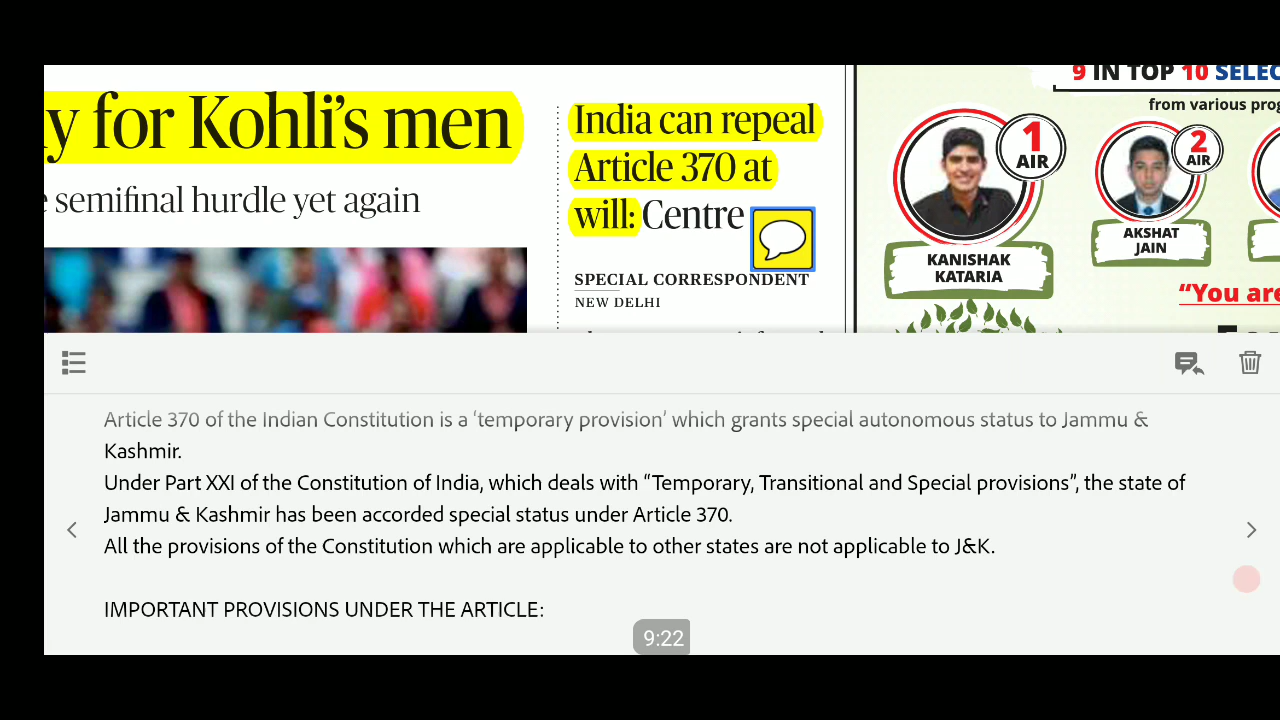 y for Kohli's men
semifinal hurdle yet again
India can repeal
Article 370 at
will: Centre
SPECIAL CORRESPONDENT
NEW DELHI
9 IN TOP 10 SELEC
from various prog
1
AIR
2
AIR
KANISHAK
KATARIA
AKSHAT
JAIN
“You are
Article 370 of the Indian Constitution is a ‘temporary provision’ which grants special autonomous status to Jammu &
Kashmir.
Under Part XXI of the Constitution of India, which deals with “Temporary, Transitional and Special provisions”, the state of
Jammu & Kashmir has been accorded special status under Article 370.
All the provisions of the Constitution which are applicable to other states are not applicable to J&K.
IMPORTANT PROVISIONS UNDER THE ARTICLE:
9:22